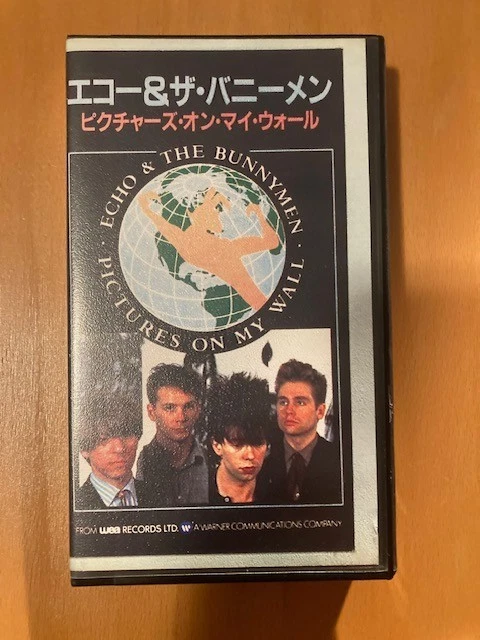 エコー&ザ・バニーメン
ピクチャーズ・オン・マイ・ウォール
ECHO & THE BUNNYMEN
PICTURES ON MY WALL
FROM wea RECORDS LTD. A WARNER COMMUNICATIONS COMPANY